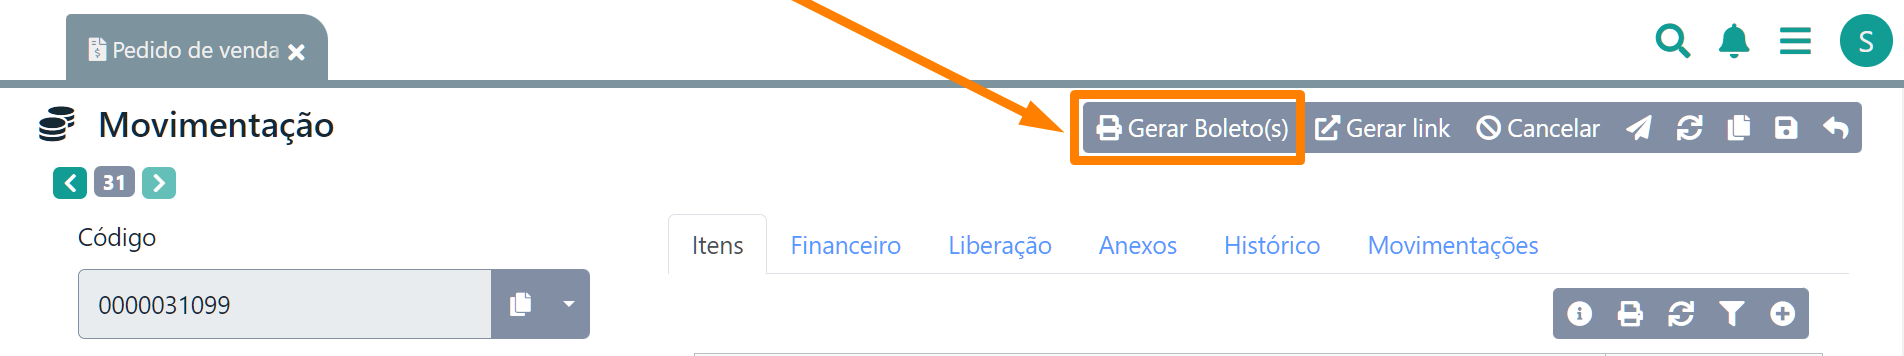 Pedido de venda
S
Movimentação
Gerar Boleto(s) Gerar link Cancelar
31
Código
Itens Financeiro Liberação Anexos Histórico Movimentações
0000031099